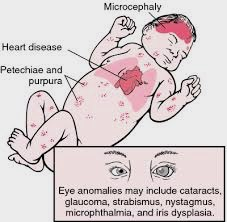 Microcephaly
Heart disease
Petechiae and
purpura
Eye anomalies may include cataracts,
glaucoma, strabismus, nystagmus,
microphthalmia, and iris dysplasia.